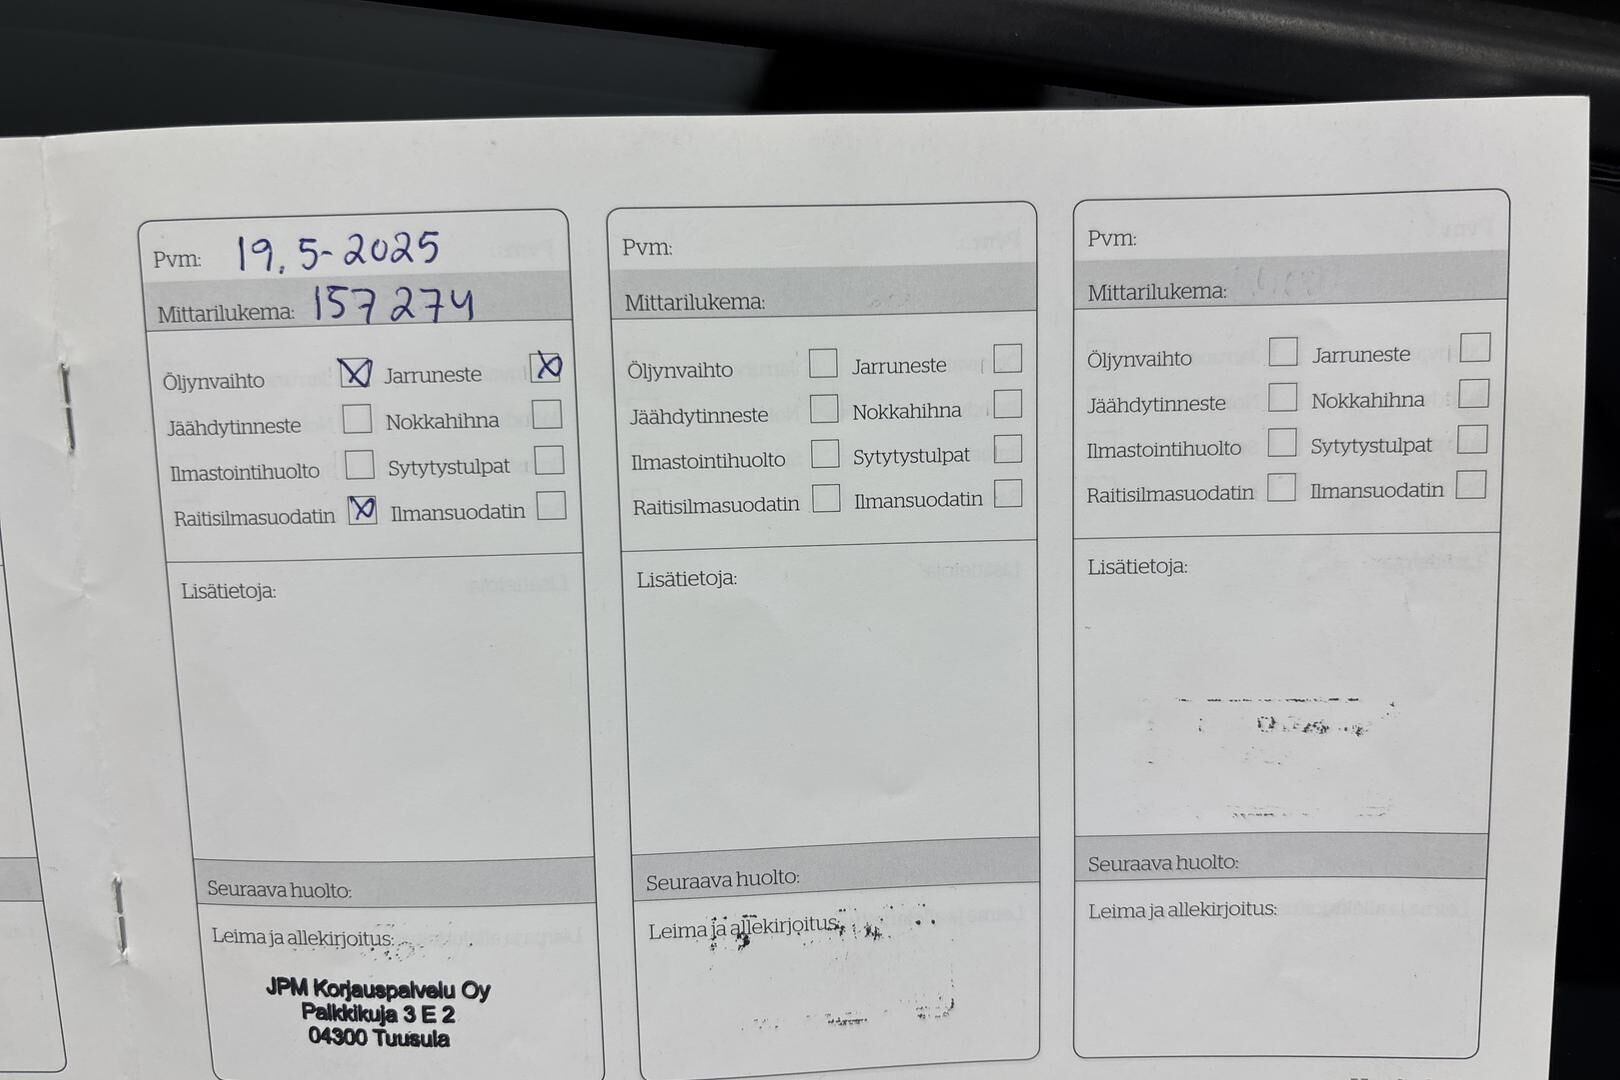 Pvm: 19.5-2025
Mittarilukema: 157274
Öljynvaihto Jarruneste
Jäähdytinneste Nokkahihna
Ilmastointihuolto Sytytystulpat
Raitisilmasuodatin Ilmansuodatin
Lisätietoja:
Seuraava huolto:
Leima ja allekirjoitus:
JPM Korjauspalvelu Oy
Palkkikuja 3 E 2
04300 Tuusula
Pvm:
Mittarilukema:
Öljynvaihto Jarruneste
Jäähdytinneste Nokkahihna
Ilmastointihuolto Sytytystulpat
Raitisilmasuodatin Ilmansuodatin
Lisätietoja:
Seuraava huolto:
Leima ja allekirjoitus:
Pvm:
Mittarilukema:
Öljynvaihto Jarruneste
Jäähdytinneste Nokkahihna
Ilmastointihuolto Sytytystulpat
Raitisilmasuodatin Ilmansuodatin
Lisätietoja:
Seuraava huolto:
Leima ja allekirjoitus: